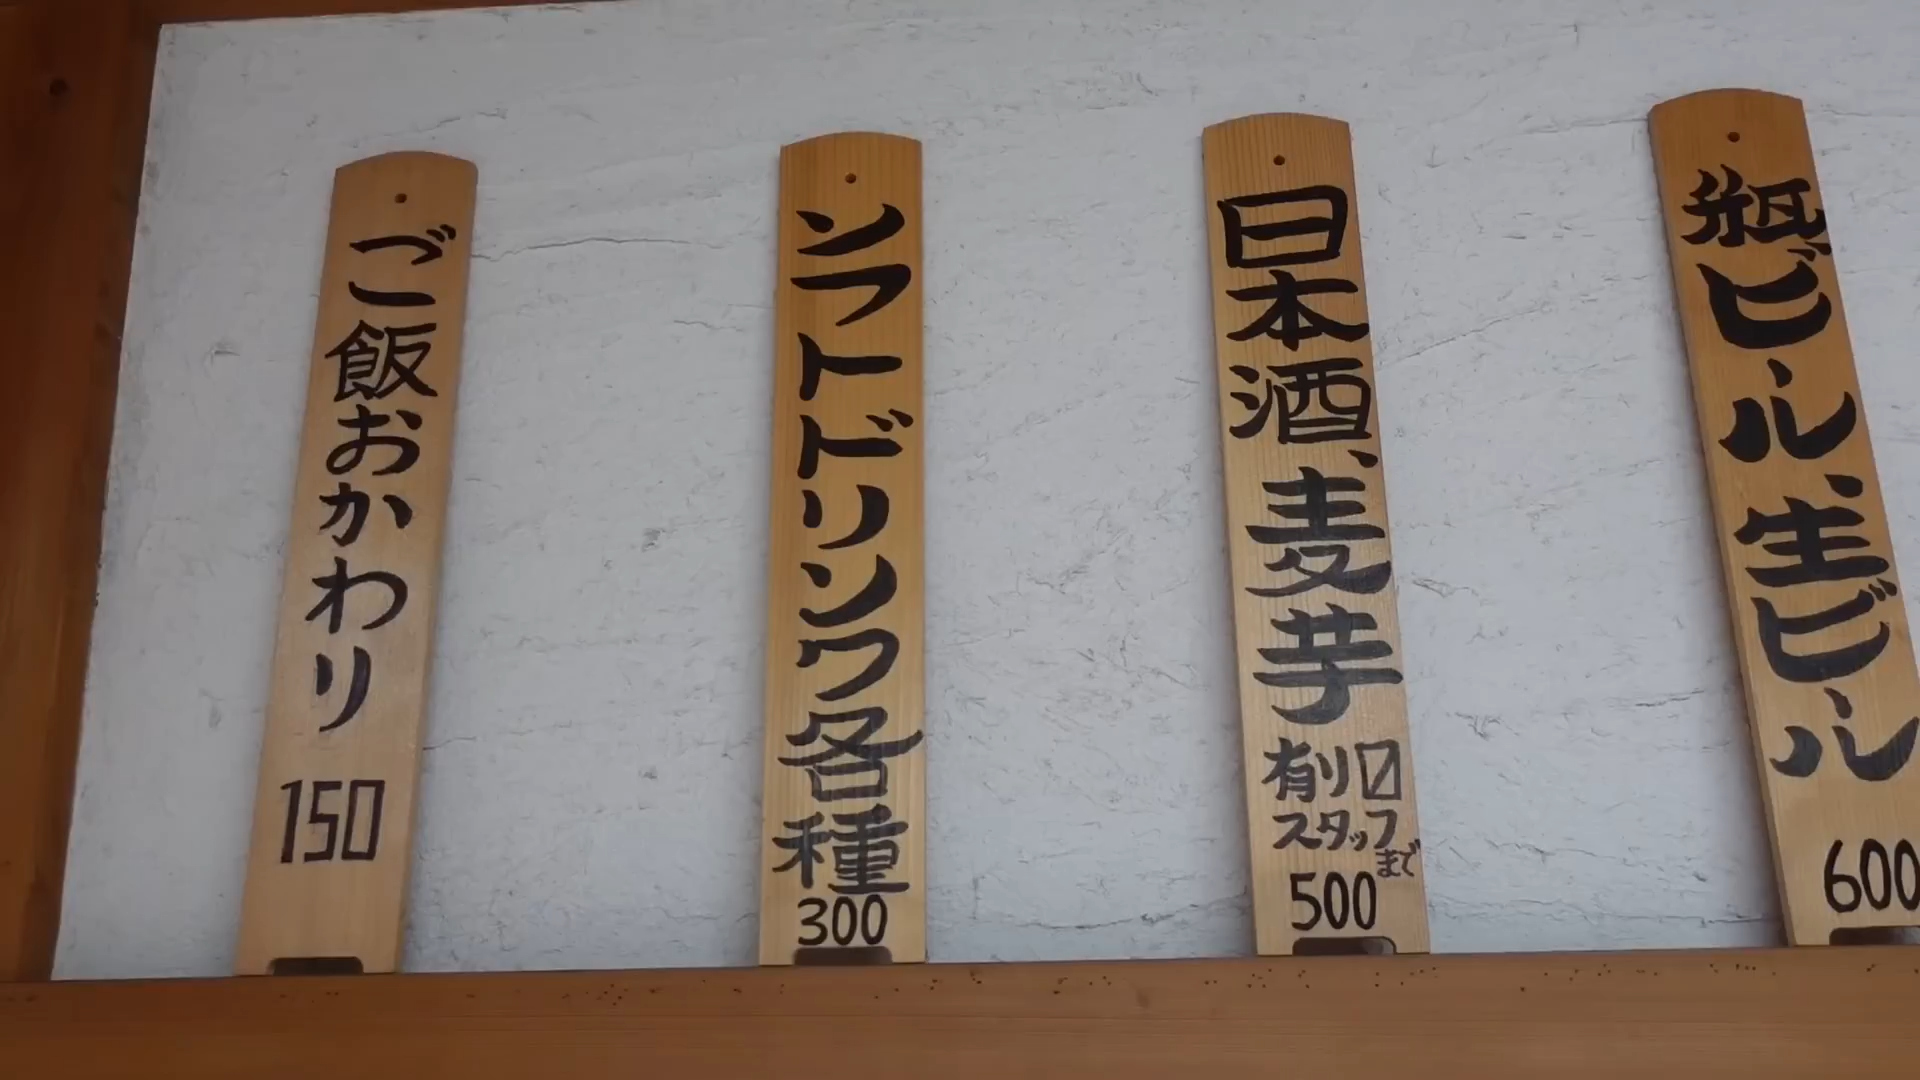 瓶ビール、生ビール
600
日本酒、麦芋
有り〼
スタッフまで
500
ソフトドリンク各種
300
ご飯おかわり
150